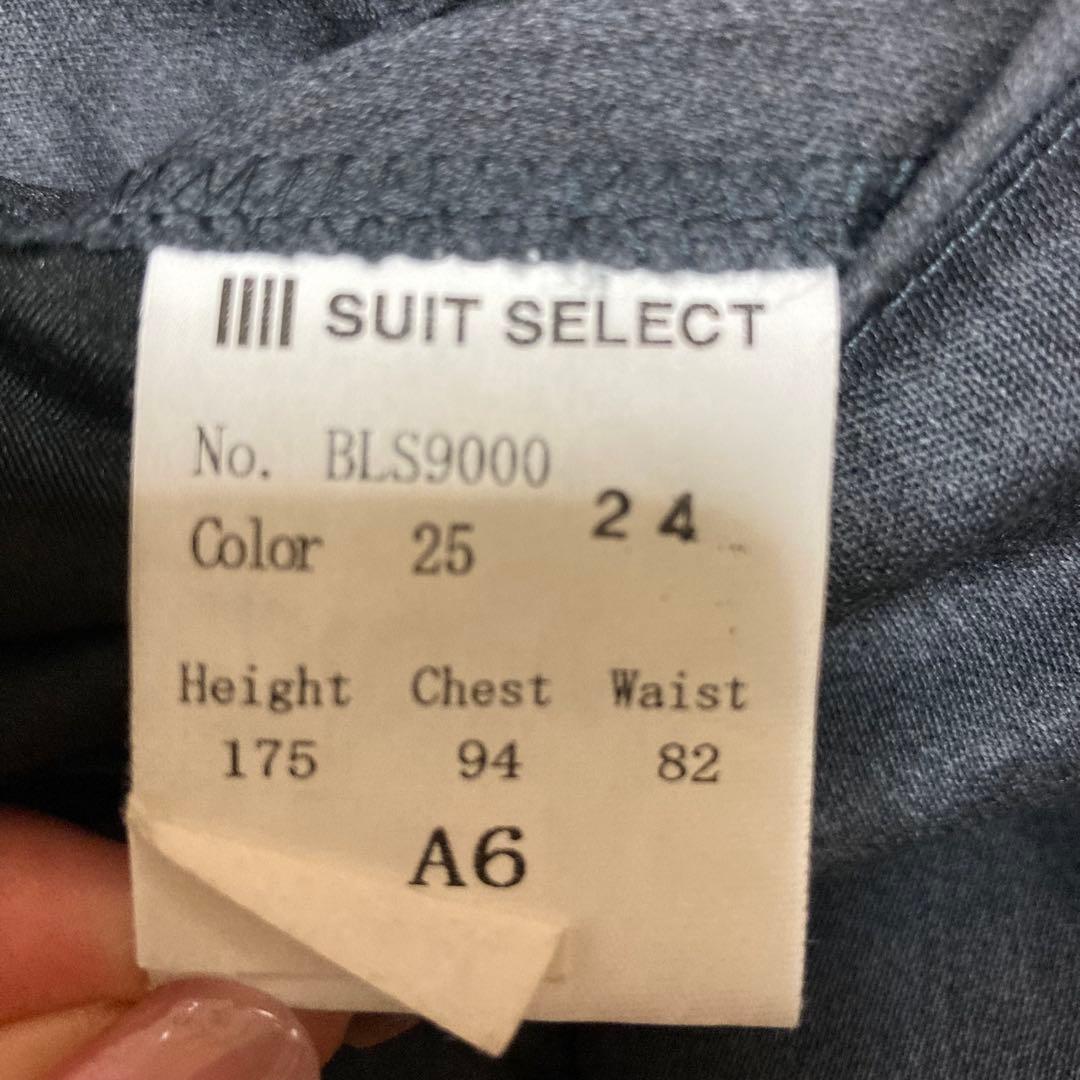 SUIT SELECT
No. BLS9000
24
Color 25
Height Chest Waist
175 94 82
A6